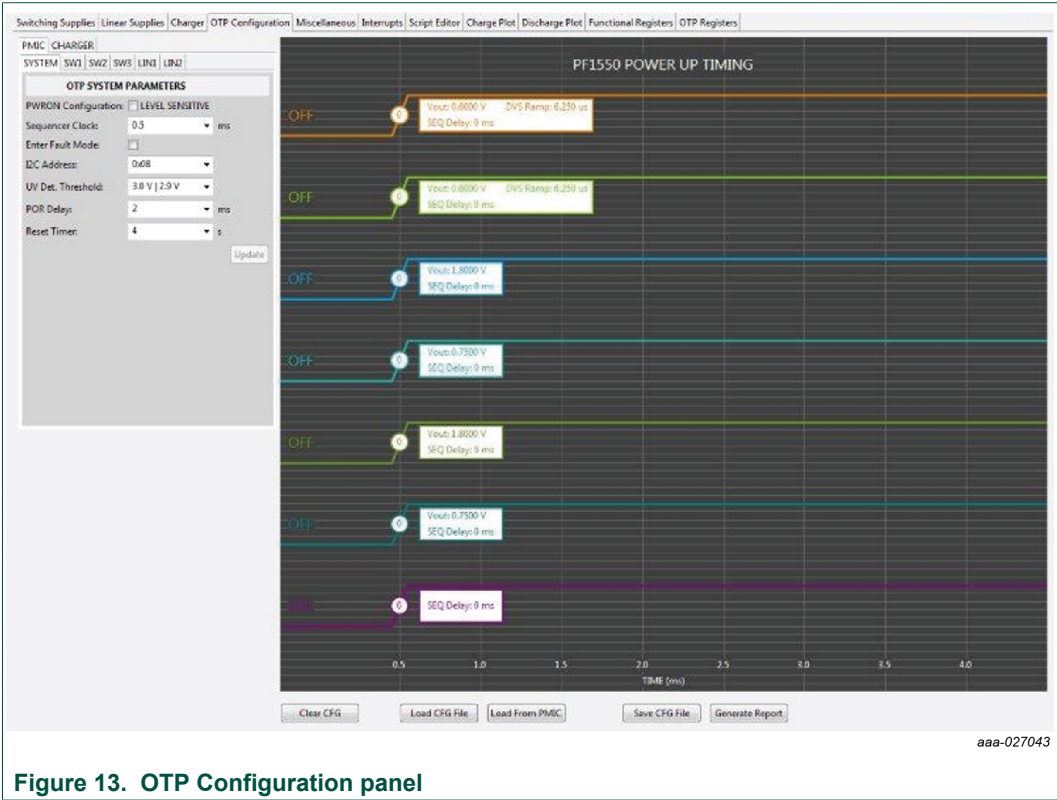 Switching Supplies Linear Supplies Charger OTP Configuration Miscellaneous Interrupts Script Editor Charge Plot Discharge Plot Functional Registers OTP Registers
PMIC CHARGER
SYSTEM SW1 SW2 SW3 LIN1 LIN2
OTP SYSTEM PARAMETERS
PWRON Configuration: LEVEL SENSITIVE
Sequencer Clock: 0.5 ms
Enter Fault Mode:
I2C Address: 0x08
UV Det. Threshold: 3.0 V | 2.9 V
POR Delay: 2 ms
Reset Timer: 4 s
Update
PF1550 POWER UP TIMING
OFF 0 Vout: 0.6000 V DVS Ramp: 6.250 us
SEQ Delay: 0 ms
OFF 0 Vout: 0.6000 V DVS Ramp: 6.250 us
SEQ Delay: 0 ms
OFF 0 Vout: 1.8000 V
SEQ Delay: 0 ms
OFF 0 Vout: 0.7500 V
SEQ Delay: 0 ms
OFF 0 Vout: 1.8000 V
SEQ Delay: 0 ms
OFF 0 Vout: 0.7500 V
SEQ Delay: 0 ms
0 SEQ Delay: 0 ms
0.5 1.0 1.5 2.0 2.5 3.0 3.5 4.0
TIME (ms)
Clear CFG Load CFG File Load From PMIC Save CFG File Generate Report
aaa-027043
Figure 13. OTP Configuration panel